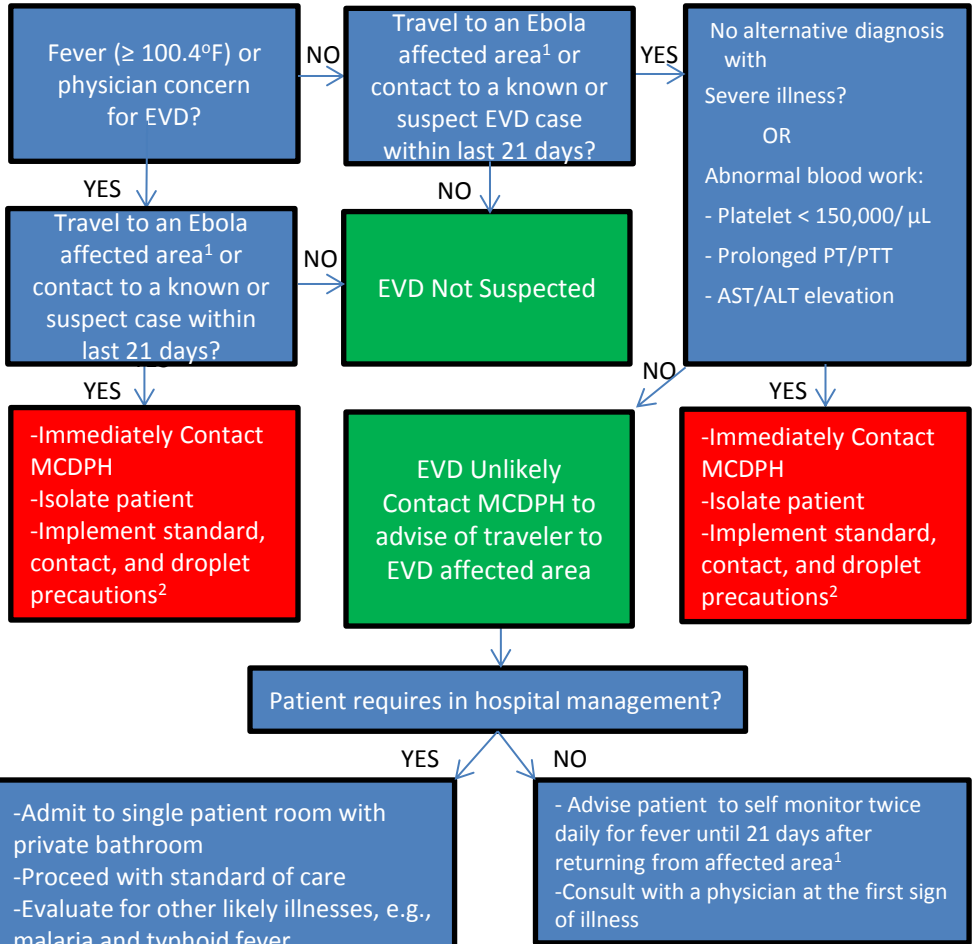 Fever (≥ 100.4°F) or
physician concern
for EVD?
NO
Travel to an Ebola
affected area¹ or
contact to a known or
suspect EVD case
within last 21 days?
YES
No alternative diagnosis
with
Severe illness?
OR
Abnormal blood work:
- Platelet < 150,000/ µL
- Prolonged PT/PTT
- AST/ALT elevation
YES
NO
Travel to an Ebola
affected area¹ or
contact to a known or
suspect case within
last 21 days?
NO
EVD Not Suspected
YES
NO
YES
-Immediately Contact
MCDPH
-Isolate patient
-Implement standard,
contact, and droplet
precautions²
EVD Unlikely
Contact MCDPH to
advise of traveler to
EVD affected area
-Immediately Contact
MCDPH
-Isolate patient
-Implement standard,
contact, and droplet
precautions²
Patient requires in hospital management?
YES
NO
-Admit to single patient room with
private bathroom
-Proceed with standard of care
-Evaluate for other likely illnesses, e.g.,
malaria and typhoid fever
- Advise patient to self monitor twice
daily for fever until 21 days after
returning from affected area¹
-Consult with a physician at the first sign
of illness